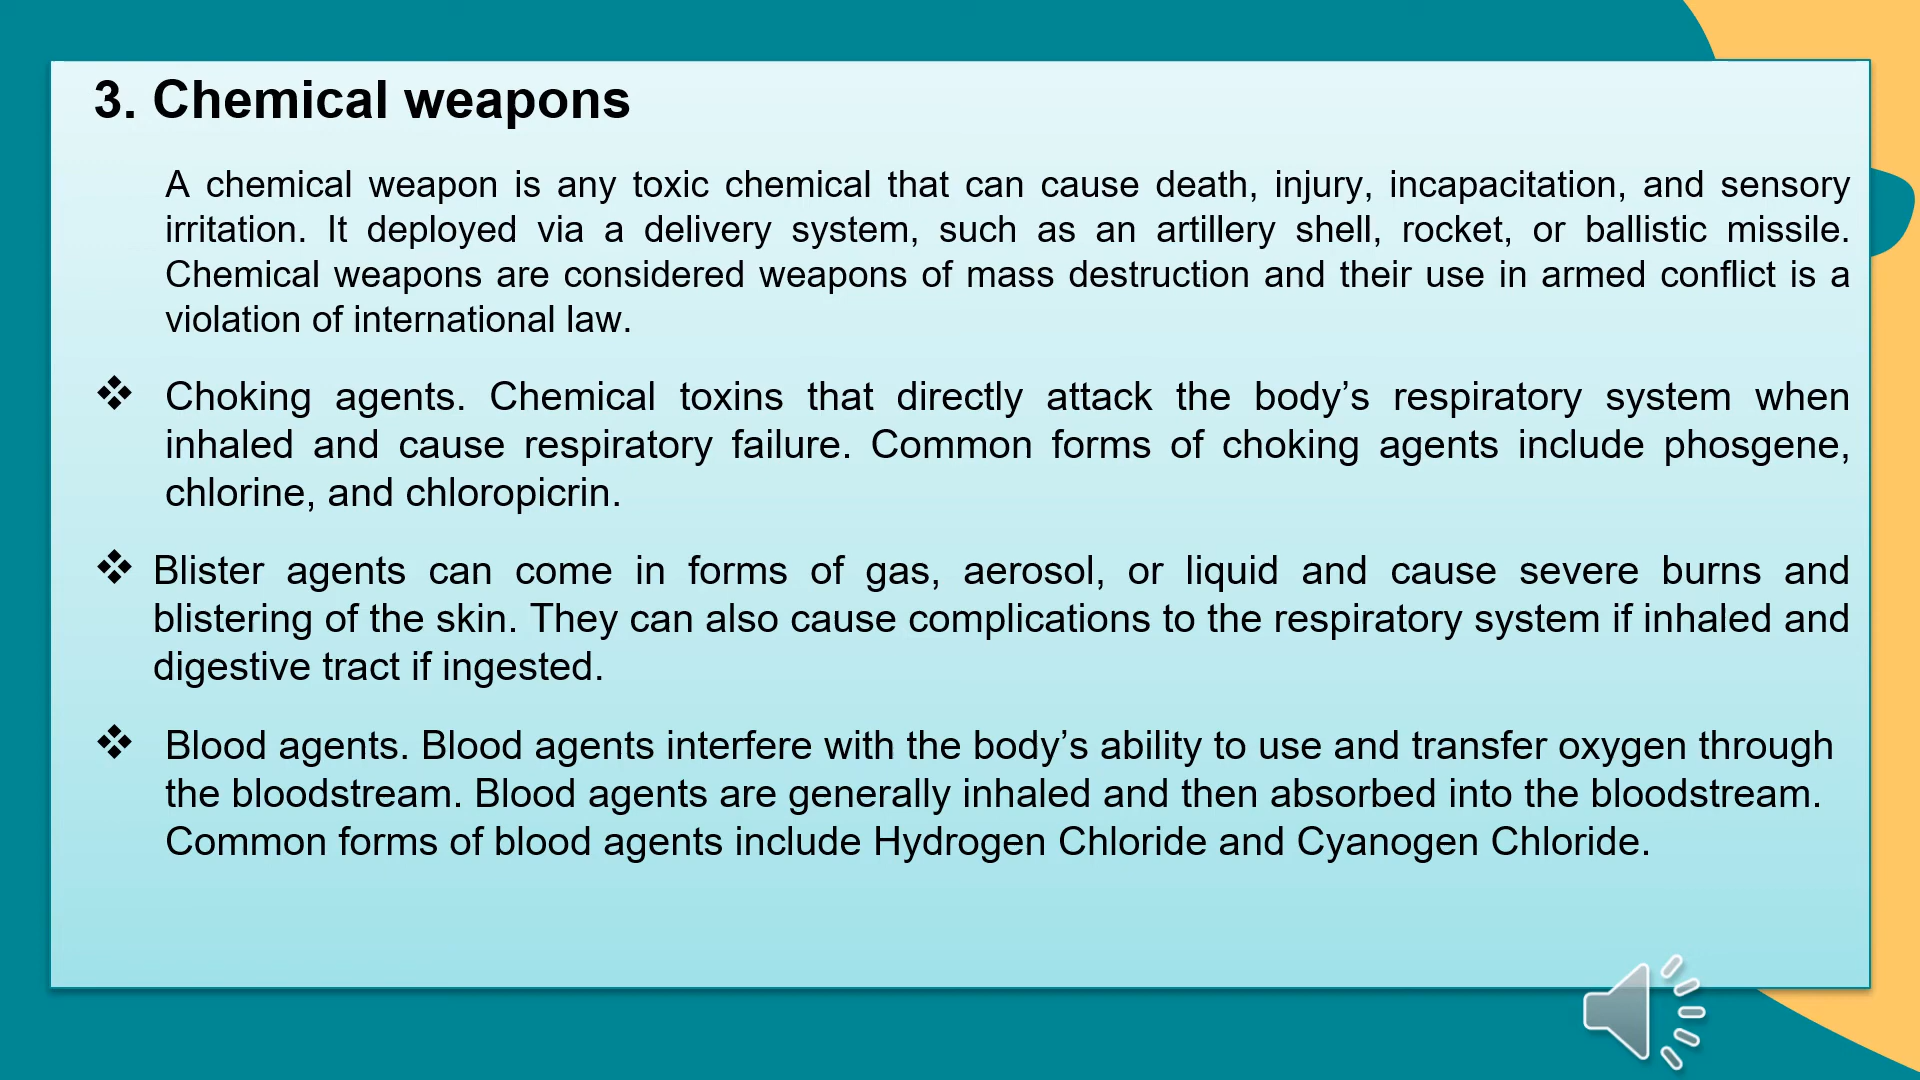 3. Chemical weapons
A chemical weapon is any toxic chemical that can cause death, injury, incapacitation, and sensory
irritation. It deployed via a delivery system, such as an artillery shell, rocket, or ballistic missile.
Chemical weapons are considered weapons of mass destruction and their use in armed conflict is a
violation of international law.
❖ Choking agents. Chemical toxins that directly attack the body’s respiratory system when
inhaled and cause respiratory failure. Common forms of choking agents include phosgene,
chlorine, and chloropicrin.
❖ Blister agents can come in forms of gas, aerosol, or liquid and cause severe burns and
blistering of the skin. They can also cause complications to the respiratory system if inhaled and
digestive tract if ingested.
❖ Blood agents. Blood agents interfere with the body’s ability to use and transfer oxygen through
the bloodstream. Blood agents are generally inhaled and then absorbed into the bloodstream.
Common forms of blood agents include Hydrogen Chloride and Cyanogen Chloride.